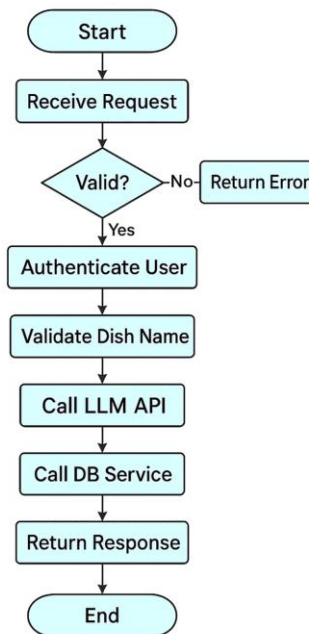 Start
Receive Request
Valid?
No
Return Error
Yes
Authenticate User
Validate Dish Name
Call LLM API
Call DB Service
Return Response
End